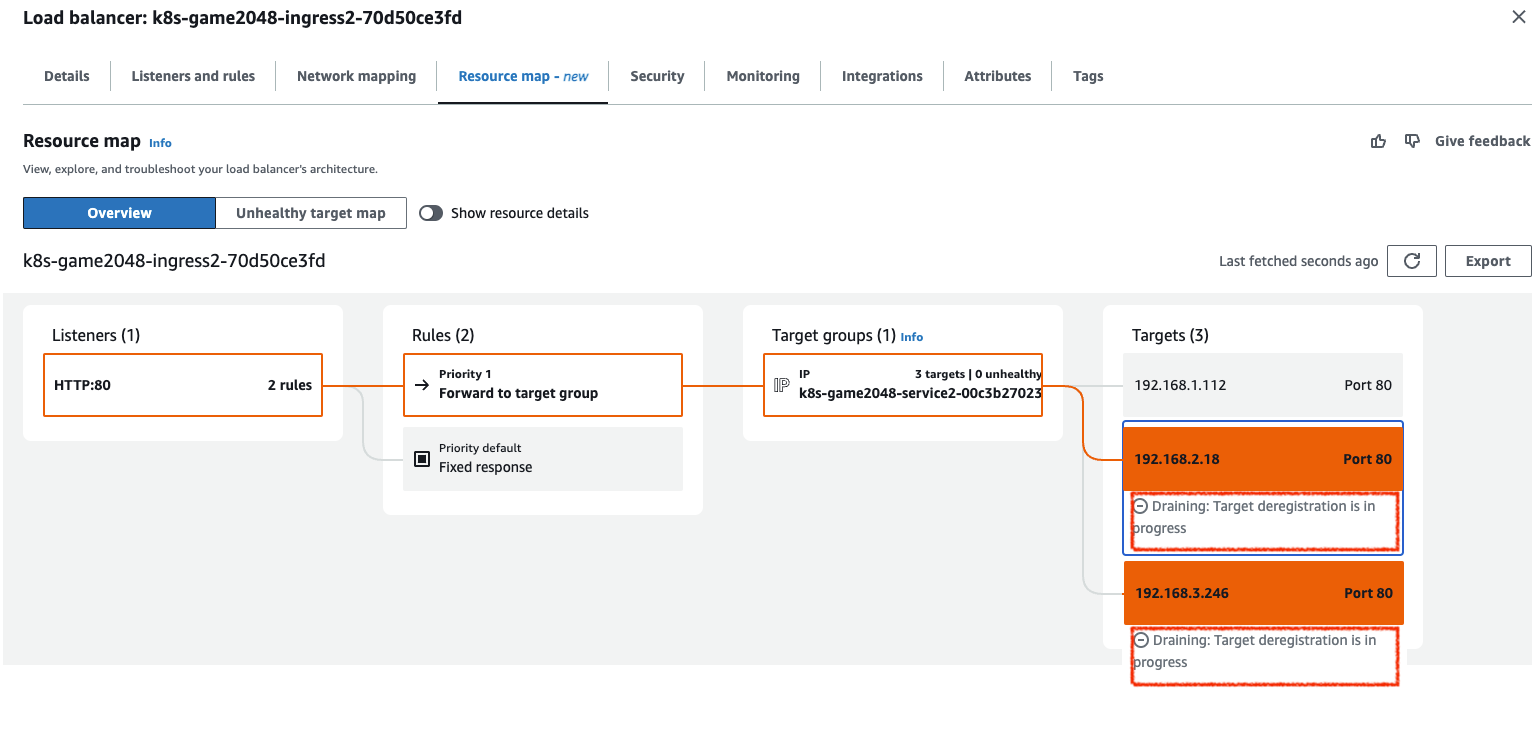 Load balancer: k8s-game2048-ingress2-70d50ce3fd
Details
Listeners and rules
Network mapping
Resource map - new
Security
Monitoring
Integrations
Attributes
Tags
Resource map Info
Give feedback
View, explore, and troubleshoot your load balancer's architecture.
Overview
Unhealthy target map
Show resource details
k8s-game2048-ingress2-70d50ce3fd
Last fetched seconds ago
Export
Listeners (1)
HTTP:80 2 rules
Rules (2)
Priority 1
Forward to target group
Priority default
Fixed response
Target groups (1) Info
IP 3 targets | 0 unhealthy
k8s-game2048-service2-00c3b27023
Targets (3)
192.168.1.112 Port 80
192.168.2.18 Port 80
Draining: Target deregistration is in
progress
192.168.3.246 Port 80
Draining: Target deregistration is in
progress